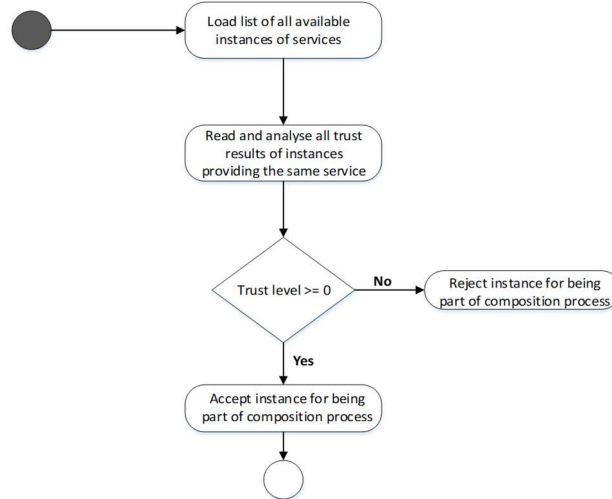 Load list of all available
instances of services
Read and analyse all trust
results of instances
providing the same service
Trust level >= 0
No
Reject instance for being
part of composition process
Yes
Accept instance for being
part of composition process